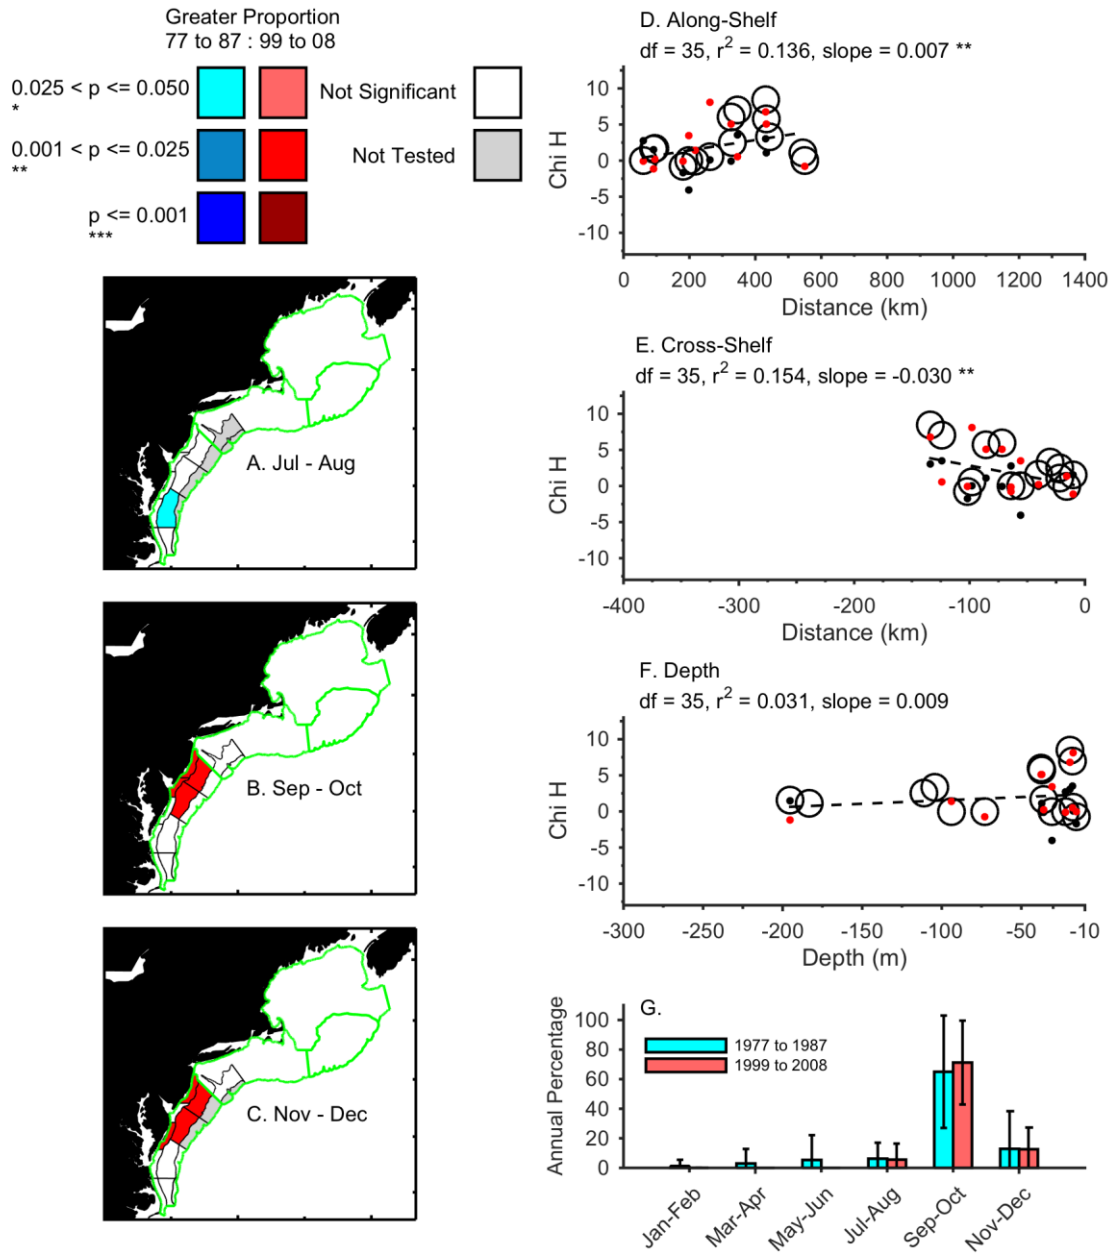 Greater Proportion
77 to 87 : 99 to 08
0.025 < p <= 0.050
*
0.001 < p <= 0.025
**
p <= 0.001
***
Not Significant
Not Tested
A. Jul - Aug
B. Sep - Oct
C. Nov - Dec
D. Along-Shelf
df = 35, r² = 0.136, slope = 0.007 **
Chi H
10
5
0
-5
-10
0 200 400 600 800 1000 1200 1400
Distance (km)
E. Cross-Shelf
df = 35, r² = 0.154, slope = -0.030 **
Chi H
10
5
0
-5
-10
-400 -300 -200 -100 0
Distance (km)
F. Depth
df = 35, r² = 0.031, slope = 0.009
Chi H
10
5
0
-5
-10
-300 -250 -200 -150 -100 -50 -10
Depth (m)
G.
Annual Percentage
100
80
60
40
20
0
1977 to 1987
1999 to 2008
Jan-Feb
Mar-Apr
May-Jun
Jul-Aug
Sep-Oct
Nov-Dec